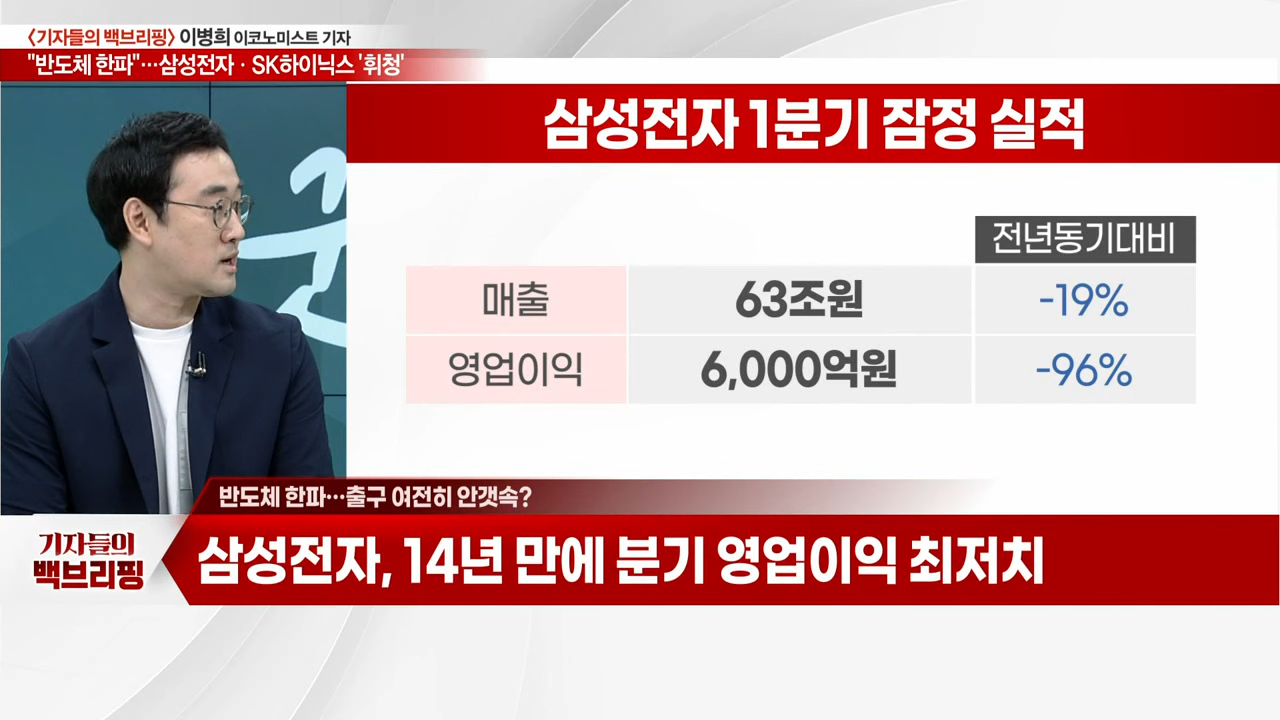 <기자들의 백브리핑> 이병희 이코노미스트 기자
"반도체 한파"…삼성전자·SK하이닉스 '휘청'
삼성전자 1분기 잠정 실적
전년동기대비
매출 63조원 -19%
영업이익 6,000억원 -96%
반도체 한파…출구 여전히 안갯속?
기자들의
백브리핑
삼성전자, 14년 만에 분기 영업이익 최저치